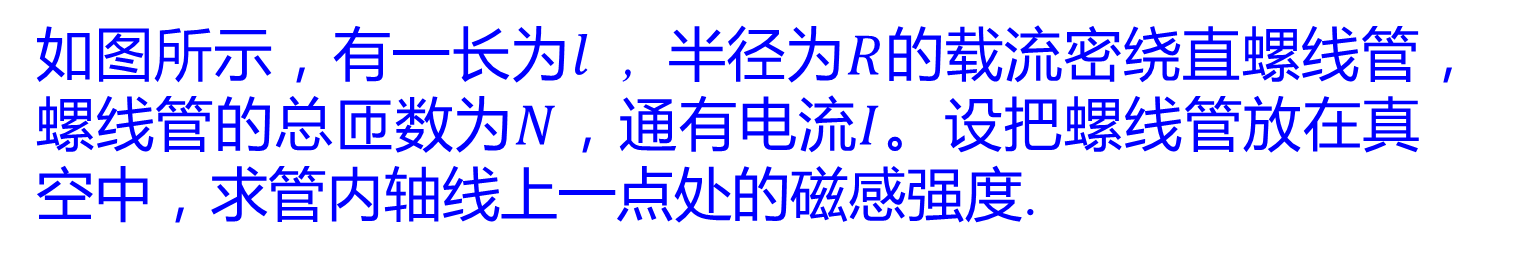 如图所示，有一长为l ，半径为R的载流密绕直螺线管，
螺线管的总匝数为N，通有电流I。设把螺线管放在真
空中，求管内轴线上一点处的磁感强度.